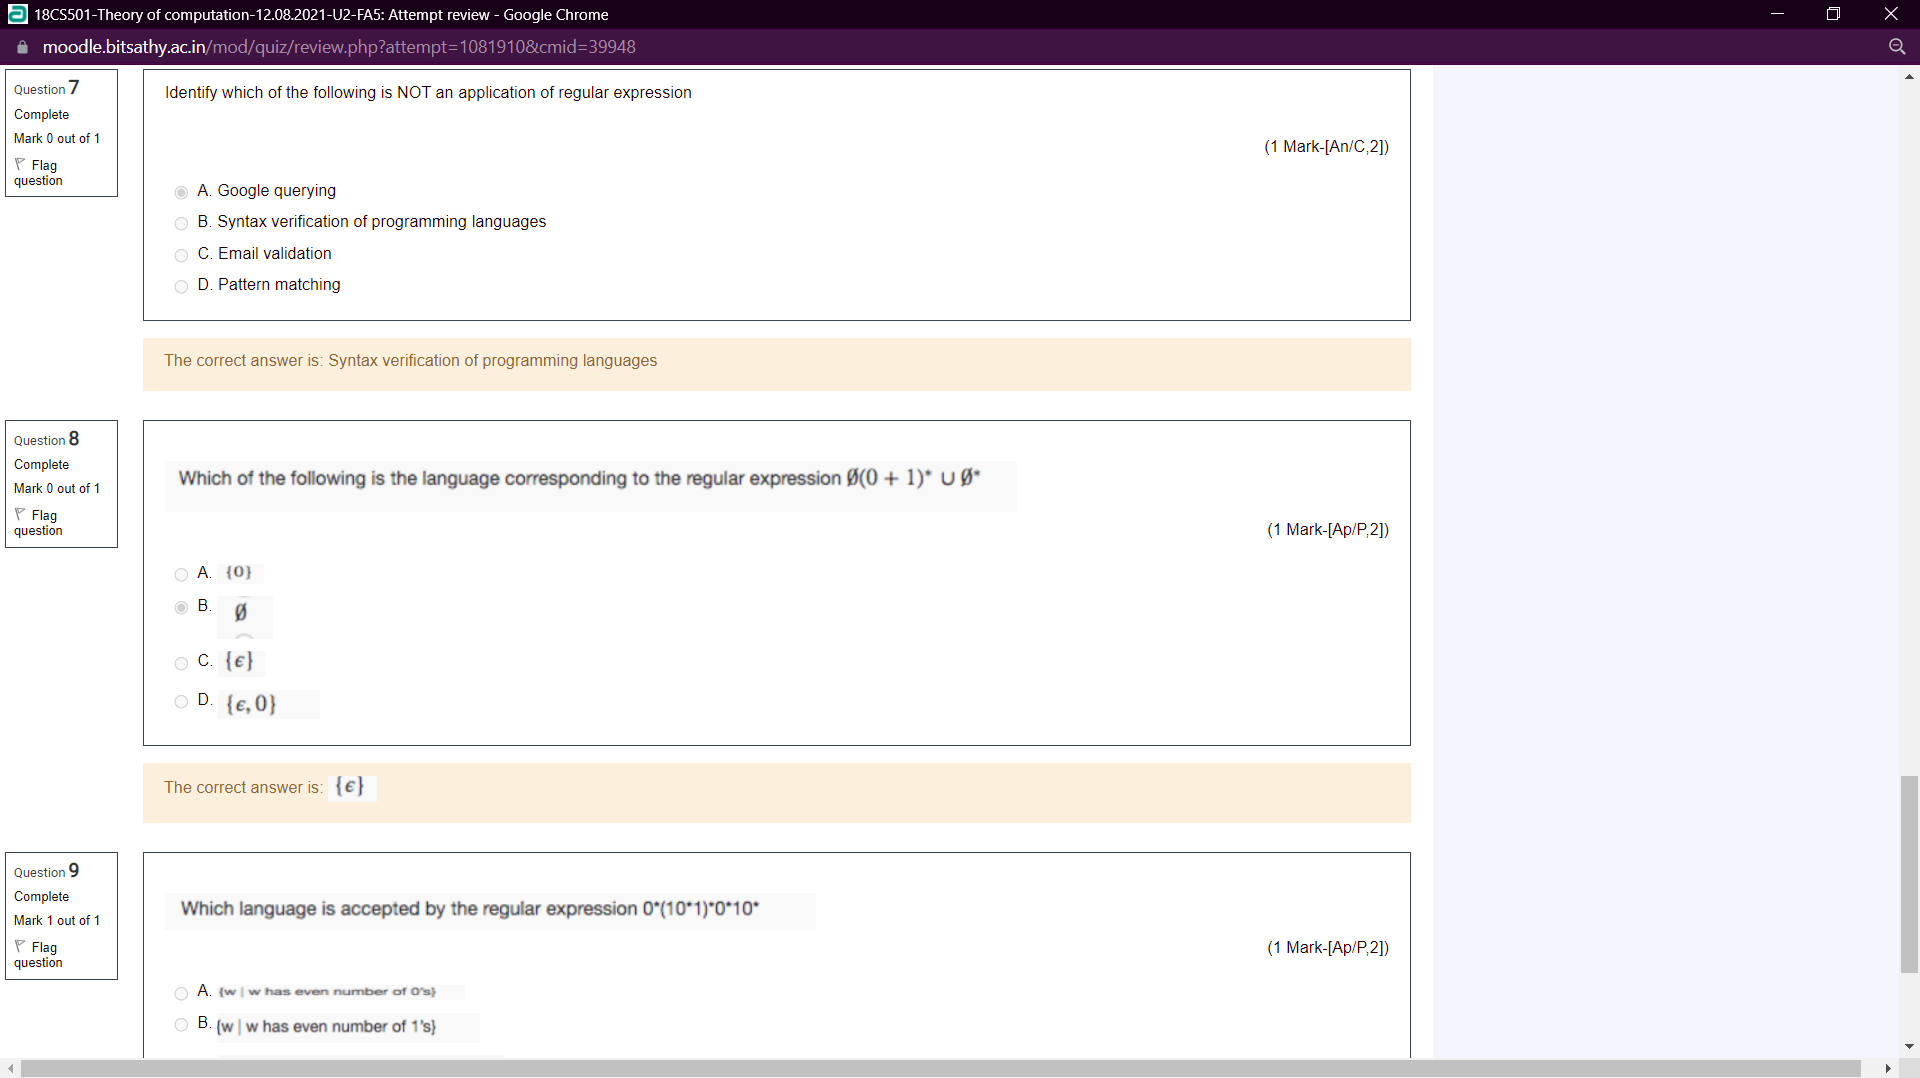 18CS501-Theory of computation-12.08.2021-U2-FA5: Attempt review - Google Chrome
moodle.bitsathy.ac.in/mod/quiz/review.php?attempt=1081910&cmid=39948
Question 7
Complete
Mark 0 out of 1
Flag
question
Identify which of the following is NOT an application of regular expression
(1 Mark-[An/C,2])
A. Google querying
B. Syntax verification of programming languages
C. Email validation
D. Pattern matching
The correct answer is: Syntax verification of programming languages
Question 8
Complete
Mark 0 out of 1
Flag
question
Which of the following is the language corresponding to the regular expression Ø(0 + 1)* ∪ Ø*
(1 Mark-[Ap/P,2])
A. {0}
B. Ø
C. {ϵ}
D. {ϵ, 0}
The correct answer is: {ϵ}
Question 9
Complete
Mark 1 out of 1
Flag
question
Which language is accepted by the regular expression 0*(10*1)*0*10*
(1 Mark-[Ap/P,2])
A. {w | w has even number of 0's}
B. {w | w has even number of 1's}